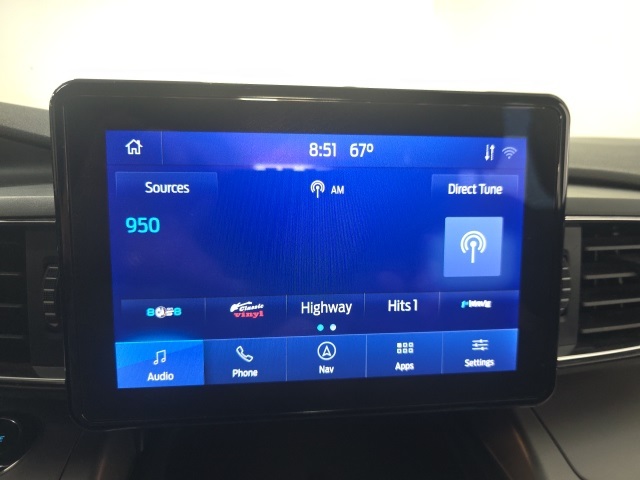 8:51 67°
Sources
AM
Direct Tune
950
Classic
vinyl
Highway
Hits 1
Audio
Phone
Nav
Apps
Settings